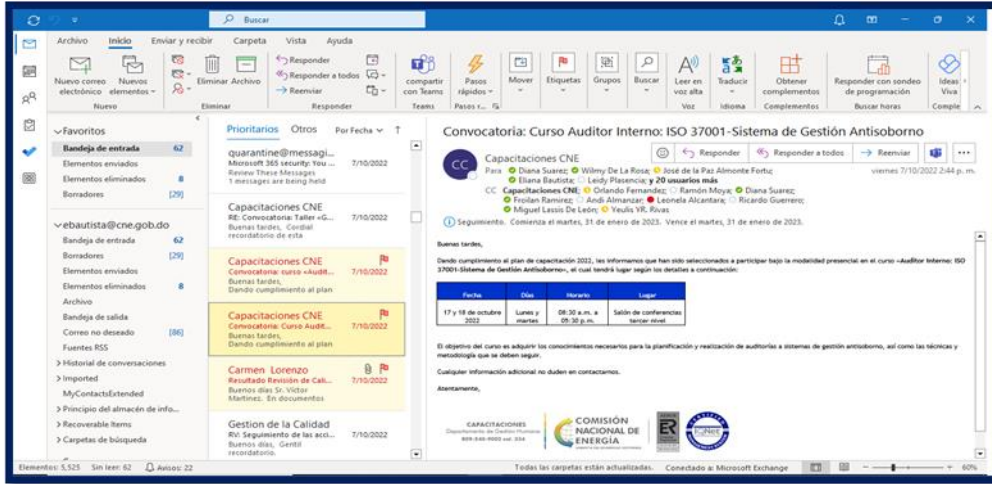 Buscar
Archivo Inicio Enviar y recibir Carpeta Vista Ayuda
Nuevo correo electrónico
Nuevos elementos
Nuevo
Eliminar Archivo
Eliminar
Responder
Responder a todos
Reenviar
Responder
compartir con Teams
Teams
Pasos rápidos
Pasos r...
Mover
Etiquetas
Grupos
Buscar
Leer en voz alta
Voz
Traducir
Idioma
Obtener complementos
Complementos
Responder con sondeo de programación
Buscar horas
Ideas Viva
Comple
Favoritos
Bandeja de entrada 62
Elementos enviados
Elementos eliminados 8
Borradores [29]
ebautista@cne.gob.do
Bandeja de entrada 62
Borradores [29]
Elementos enviados
Elementos eliminados 8
Archivo
Bandeja de salida
Correo no deseado [86]
Fuentes RSS
Historial de conversaciones
Imported
MyContactsExtended
Principio del almacén de info...
Recoverable Items
Carpetas de búsqueda
Prioritarios Otros Por Fecha
quarantine@messagi...
Microsoft 365 security: You ... 7/10/2022
Review These Messages
1 messages are being held
Capacitaciones CNE
RE: Convocatoria: Taller «G... 7/10/2022
Buenas tardes, Cordial
recordatorio de esta
Capacitaciones CNE
Convocatoria: curso «Audit... 7/10/2022
Buenas tardes,
Dando cumplimiento al plan
Capacitaciones CNE
Convocatoria: Curso Audit... 7/10/2022
Buenas tardes,
Dando cumplimiento al plan
Carmen Lorenzo
Resultado Revisión de Cali... 7/10/2022
Buenos días Sr. Víctor
Martínez. En documentos
Gestion de la Calidad
RV: Seguimiento de las acci... 7/10/2022
Buenos días, Gentil
recordatorio.
Convocatoria: Curso Auditor Interno: ISO 37001-Sistema de Gestión Antisoborno
CC
Capacitaciones CNE
Responder Responder a todos Reenviar
viernes 7/10/2022 2:44 p. m.
Para Diana Suarez; Wilmy De La Rosa; José de la Paz Almonte Fortu;
Eliana Bautista; Leidy Plasencia; y 20 usuarios más
CC Capacitaciones CNE; Orlando Fernandez; Ramón Moya; Diana Suarez;
Froilan Ramirez; Andi Almanzar; Leonela Alcantara; Ricardo Guerrero;
Miguel Lassis De León; Yeulis YR. Rivas
Seguimiento. Comienza el martes, 31 de enero de 2023. Vence el martes, 31 de enero de 2023.
Buenas tardes,
Dando cumplimiento al plan de capacitación 2022, les informamos que han sido seleccionados a participar bajo la modalidad presencial en el curso «Auditor Interno: ISO
37001-Sistema de Gestión Antisoborno», el cual tendrá lugar según los detalles a continuación:
Fecha Días Horario Lugar
17 y 18 de octubre 2022
Lunes y martes
08:30 a.m. a 05:30 p.m.
Salón de conferencias tercer nivel
El objetivo del curso es adquirir los conocimientos necesarios para la planificación y realización de auditorías a sistemas de gestión antisoborno, así como las técnicas y
metodología que se deben seguir.
Cualquier información adicional no duden en contactarnos.
Atentamente,
CAPACITACIONES
Departamento de Gestión Humana
COMISIÓN
NACIONAL DE
ENERGÍA
ER
IQNet
Elementos: 5,525 Sin leer: 62 Avisos: 22
Todas las carpetas están actualizadas. Conectado a: Microsoft Exchange
60%